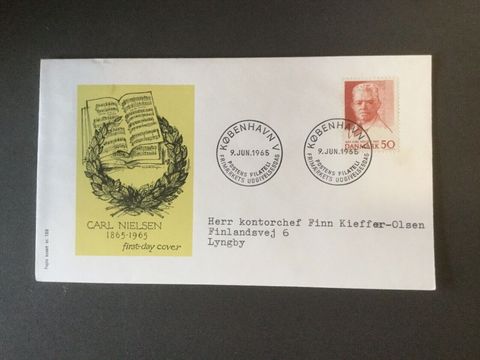 CARL NIELSEN
1865-1965
first-day cover
KØBENHAVN V
9. JUN. 1965
POSTENS FILATELI
FRIMÆRKETS UDGIVELSESDAG
KØBENHAVN V
9. JUN. 1965
POSTENS FILATELI
FRIMÆRKETS UDGIVELSESDAG
DANMARK 50
Herr kontorchef Finn Kieffer-Olsen
Finlandsvej 6
Lyngby